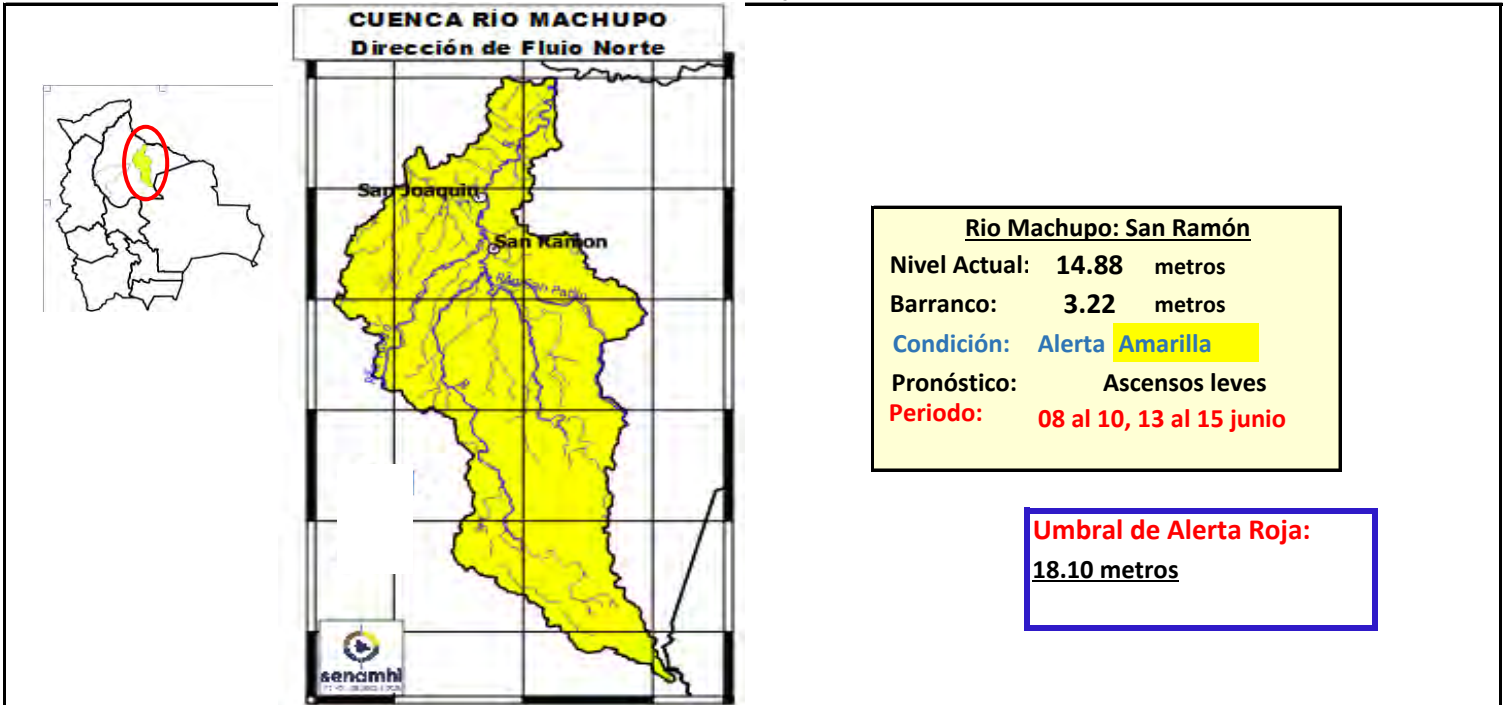 CUENCA RÍO MACHUPO
Dirección de Fluio Norte
San Joaquin
San Ramon
Rio Machupo: San Ramón
Nivel Actual: 14.88 metros
Barranco: 3.22 metros
Condición: Alerta Amarilla
Pronóstico: Ascensos leves
Periodo: 08 al 10, 13 al 15 junio
Umbral de Alerta Roja:
18.10 metros
senamhi